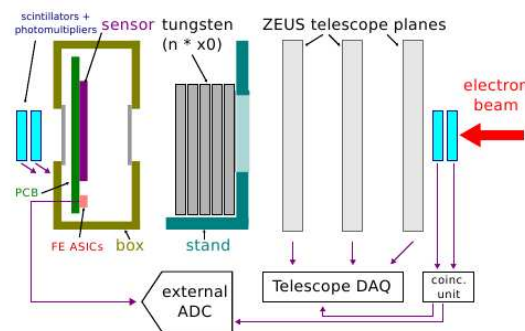 scintillators +
photomultipliers
sensor
tungsten
(n * x0)
ZEUS telescope planes
electron
beam
PCB
FE ASICs
box
stand
external
ADC
Telescope DAQ
coinc.
unit